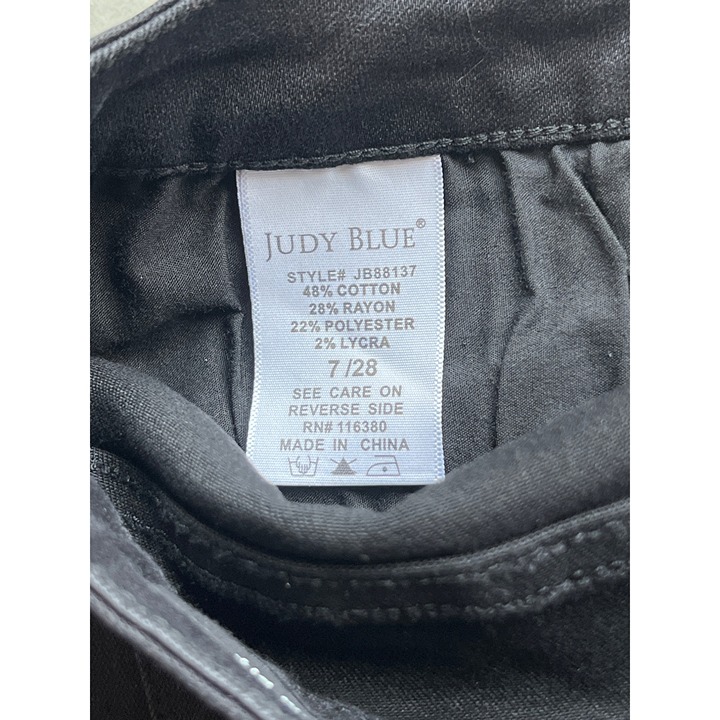 JUDY BLUE®
STYLE# JB88137
48% COTTON
28% RAYON
22% POLYESTER
2% LYCRA
7 /28
SEE CARE ON
REVERSE SIDE
RN# 116380
MADE IN CHINA